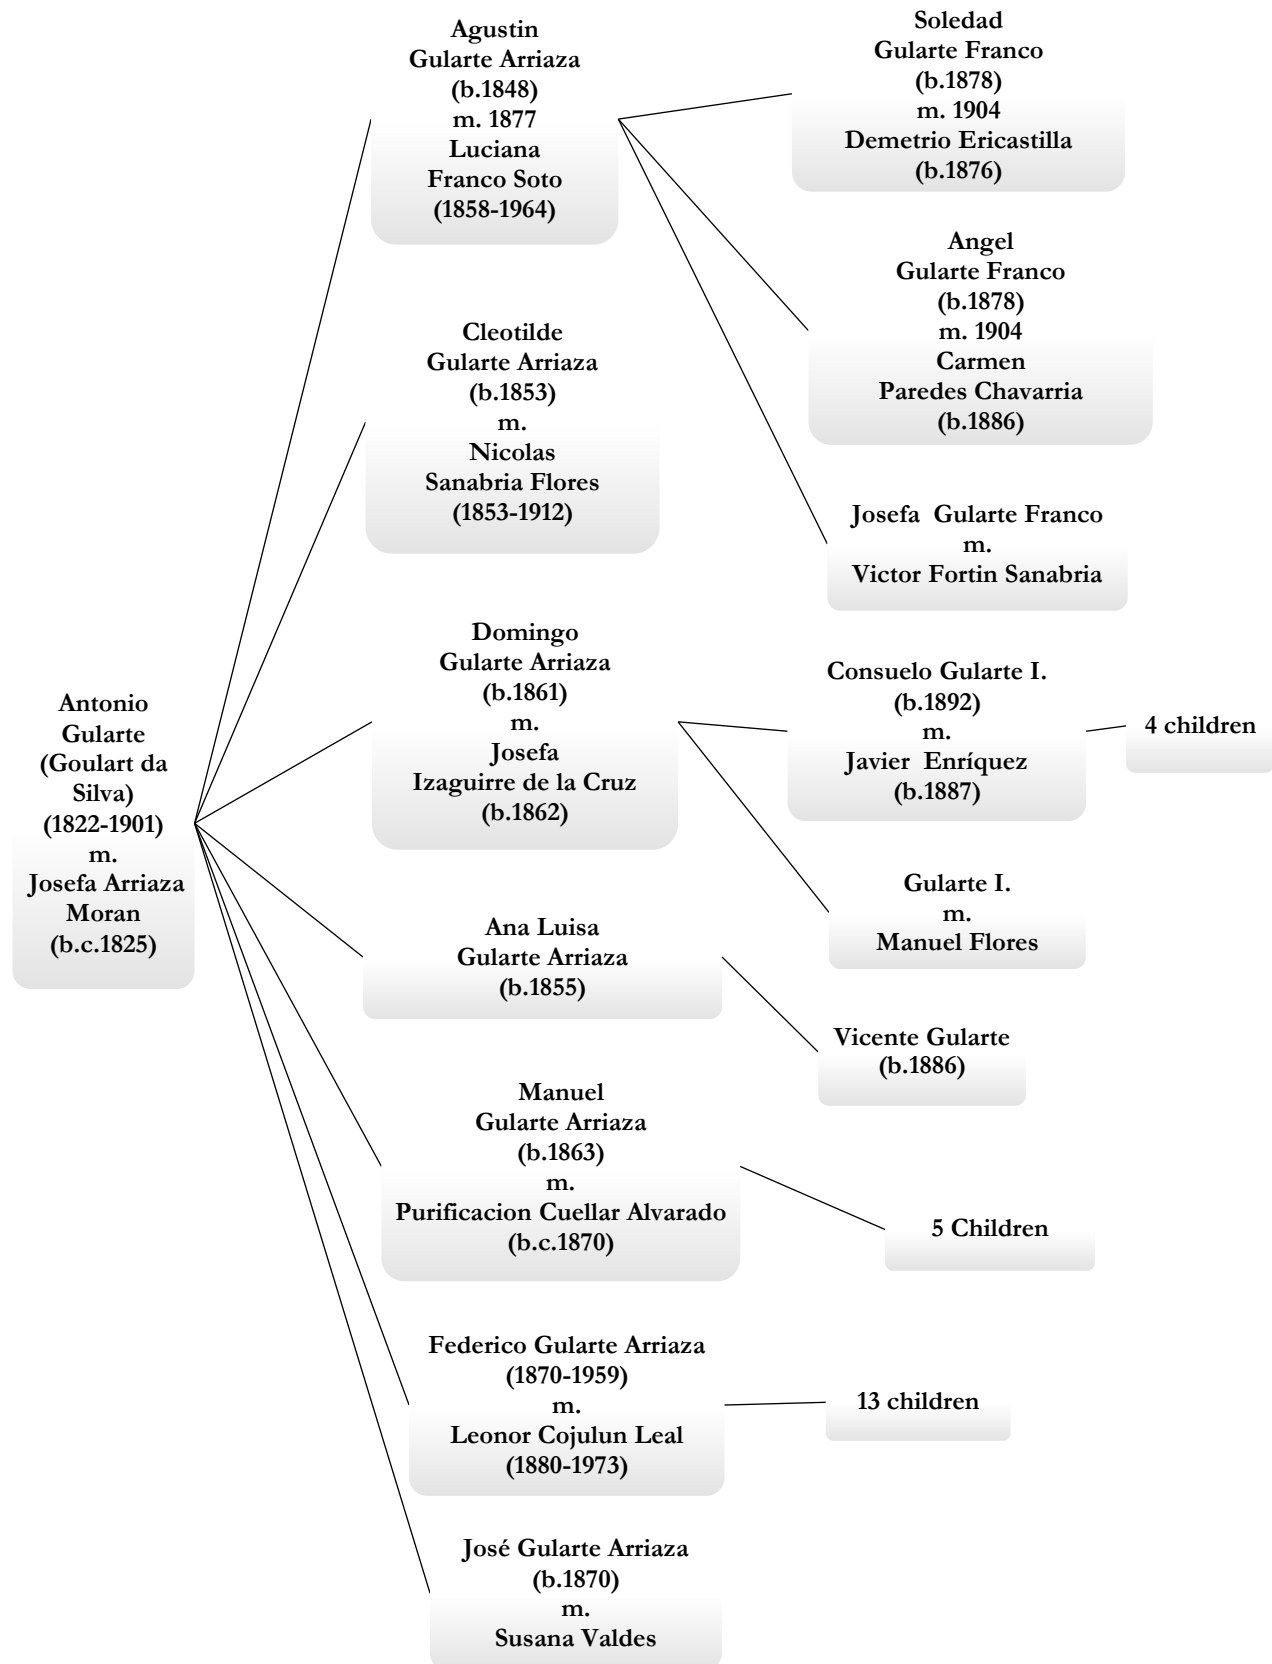 Antonio
Gularte
(Goulart da
Silva)
(1822-1901)
m.
Josefa Arriaza
Moran
(b.c.1825)
Agustin
Gularte Arriaza
(b.1848)
m. 1877
Luciana
Franco Soto
(1858-1964)
Soledad
Gularte Franco
(b.1878)
m. 1904
Demetrio Ericastilla
(b.1876)
Angel
Gularte Franco
(b.1878)
m. 1904
Carmen
Paredes Chavarria
(b.1886)
Josefa Gularte Franco
m.
Victor Fortin Sanabria
Cleotilde
Gularte Arriaza
(b.1853)
m.
Nicolas
Sanabria Flores
(1853-1912)
Domingo
Gularte Arriaza
(b.1861)
m.
Josefa
Izaguirre de la Cruz
(b.1862)
Consuelo Gularte I.
(b.1892)
m.
Javier Enríquez
(b.1887)
4 children
Gularte I.
m.
Manuel Flores
Ana Luisa
Gularte Arriaza
(b.1855)
Vicente Gularte
(b.1886)
Manuel
Gularte Arriaza
(b.1863)
m.
Purificacion Cuellar Alvarado
(b.c.1870)
5 Children
Federico Gularte Arriaza
(1870-1959)
m.
Leonor Cojulun Leal
(1880-1973)
13 children
José Gularte Arriaza
(b.1870)
m.
Susana Valdes